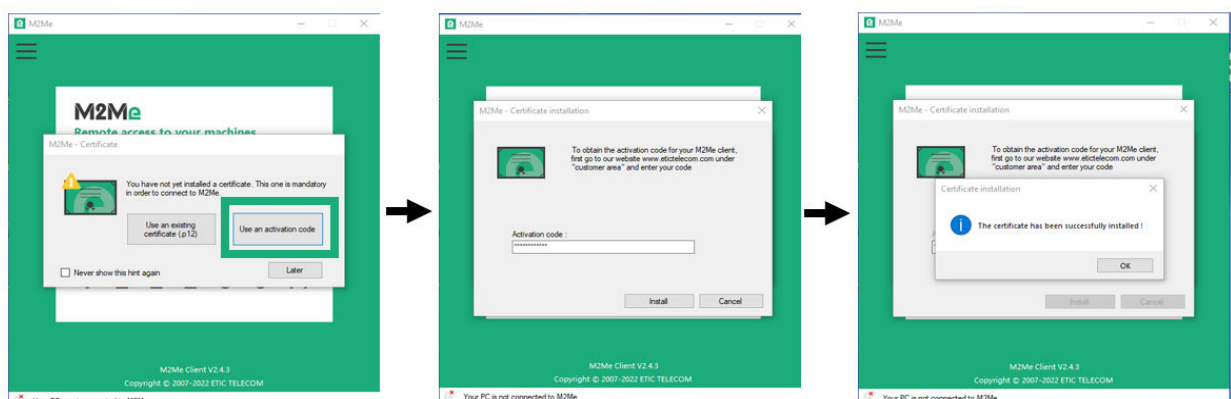 M2Me
M2Me
Remote access to your machines
M2Me - Certificate
You have not yet installed a certificate. This one is mandatory
in order to connect to M2Me.
Use an existing
certificate (.p12)
Use an activation code
Never show this hint again
Later
M2Me Client V2.4.3
Copyright © 2007-2022 ETIC TELECOM
M2Me
M2Me - Certificate installation
To obtain the activation code for your M2Me client,
first go to our website www.etictelecom.com under
"customer area" and enter your code
Activation code :
************
Install
Cancel
M2Me Client V2.4.3
Copyright © 2007-2022 ETIC TELECOM
Your PC is not connected to M2Me
M2Me
M2Me - Certificate installation
To obtain the activation code for your M2Me client,
first go to our website www.etictelecom.com under
"customer area" and enter your code
Certificate installation
The certificate has been successfully installed !
OK
Install
Cancel
M2Me Client V2.4.3
Copyright © 2007-2022 ETIC TELECOM
Your PC is not connected to M2Me